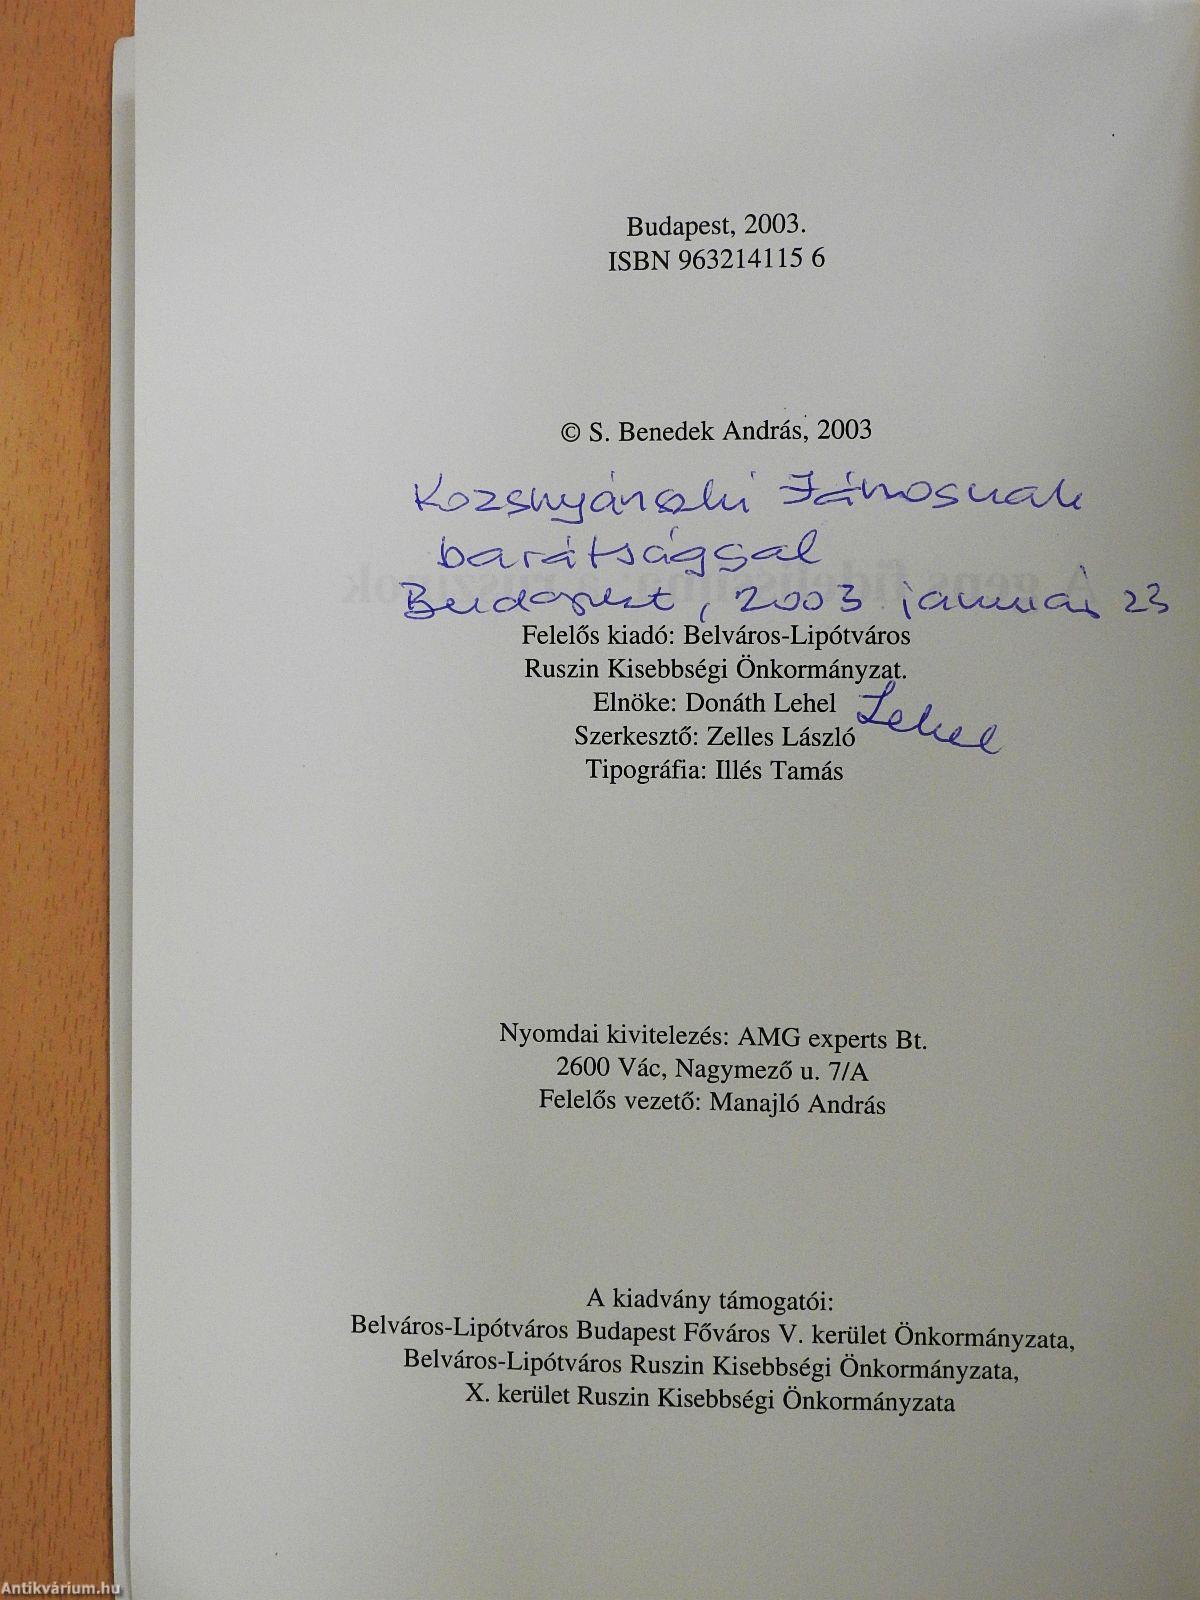 Budapest, 2003.
ISBN 963214115 6
© S. Benedek András, 2003
Kozsnyánszki Jánosnak
barátsággal
Budapest, 2003 január 23
Felelős kiadó: Belváros-Lipótváros
Ruszin Kisebbségi Önkormányzat.
Elnöke: Donáth Lehel
Lehel
Szerkesztő: Zelles László
Tipográfia: Illés Tamás
Nyomdai kivitelezés: AMG experts Bt.
2600 Vác, Nagymező u. 7/A
Felelős vezető: Manajló András
A kiadvány támogatói:
Belváros-Lipótváros Budapest Főváros V. kerület Önkormányzata,
Belváros-Lipótváros Ruszin Kisebbségi Önkormányzata,
X. kerület Ruszin Kisebbségi Önkormányzata
Antikvárium.hu